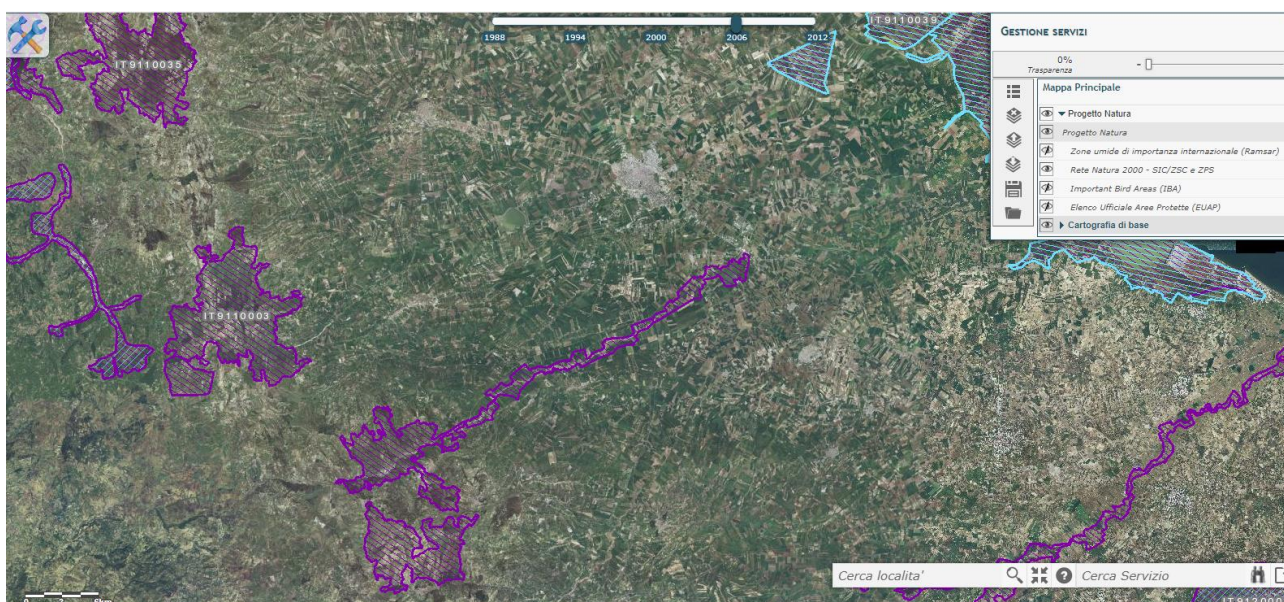 IT9110039
GESTIONE SERVIZI
1988 1994 2000 2006 2012
0%
Trasparenza
-
IT9110035
Mappa Principale
Progetto Natura
Progetto Natura
Zone umide di importanza internazionale (Ramsar)
Rete Natura 2000 - SIC/ZSC e ZPS
Important Bird Areas (IBA)
Elenco Ufficiale Aree Protette (EUAP)
Cartografia di base
IT9110003
Cerca localita'
?
Cerca Servizio